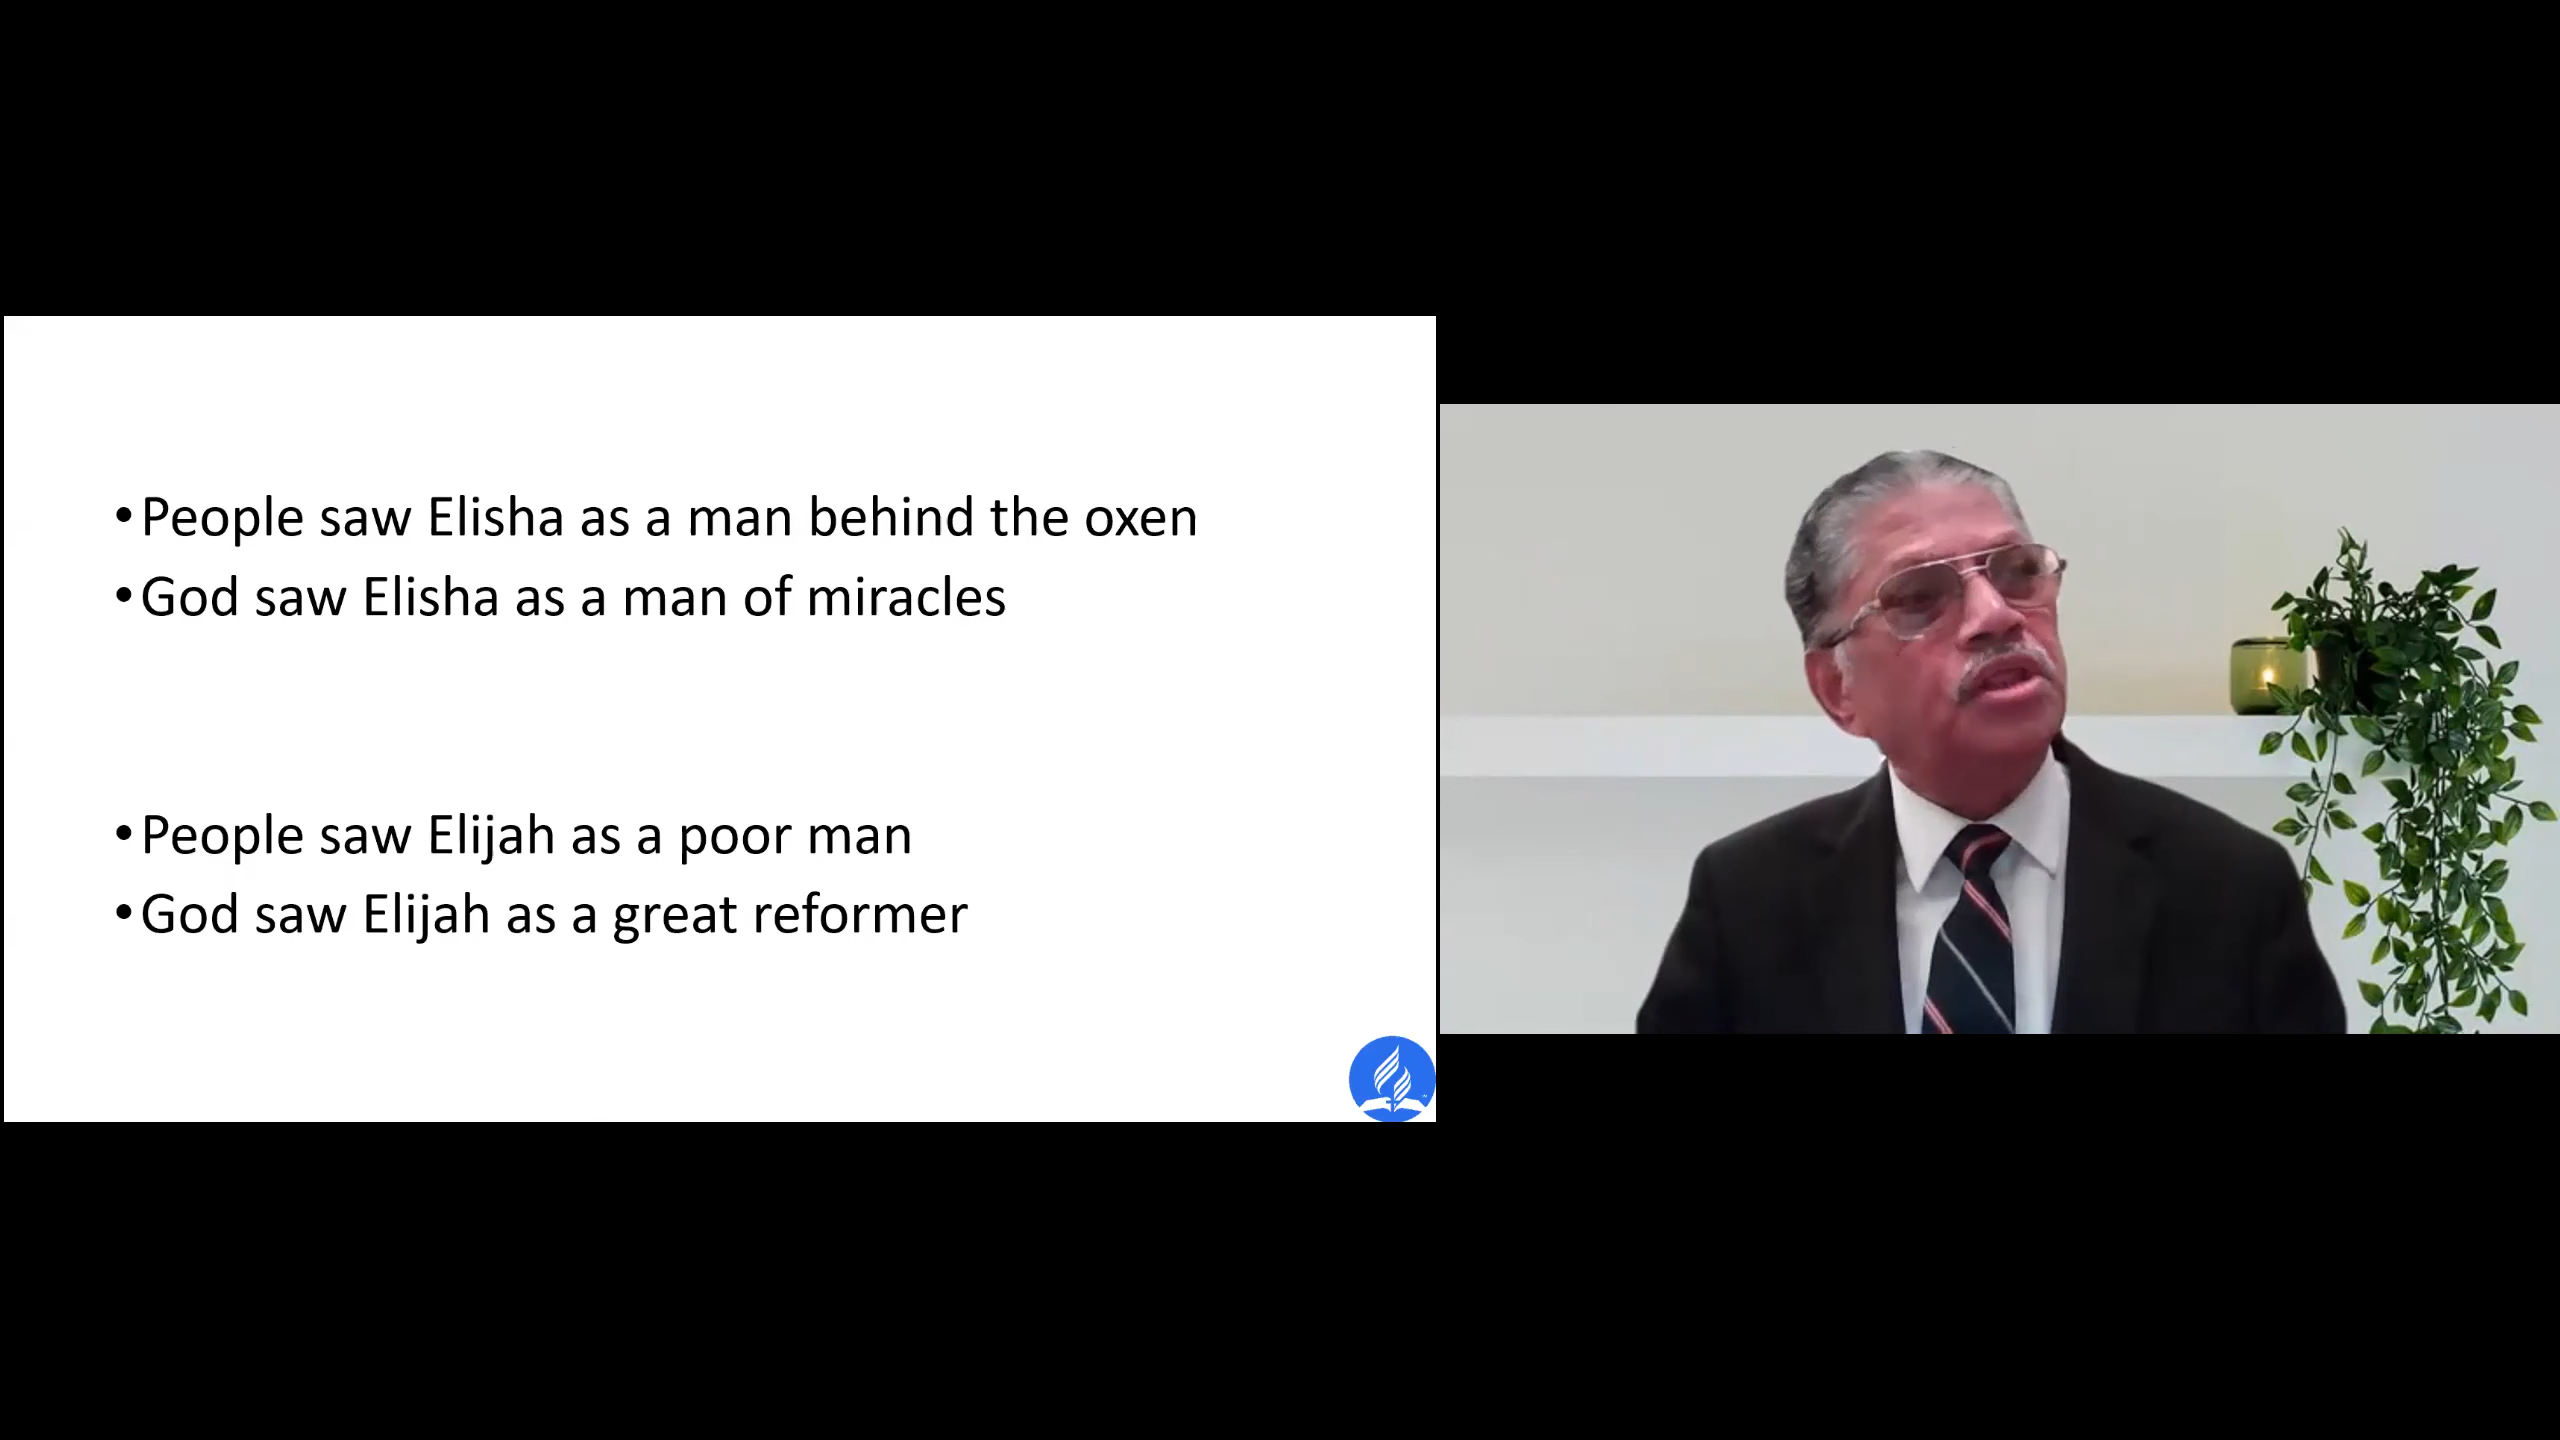 •People saw Elisha as a man behind the oxen
•God saw Elisha as a man of miracles
•People saw Elijah as a poor man
•God saw Elijah as a great reformer